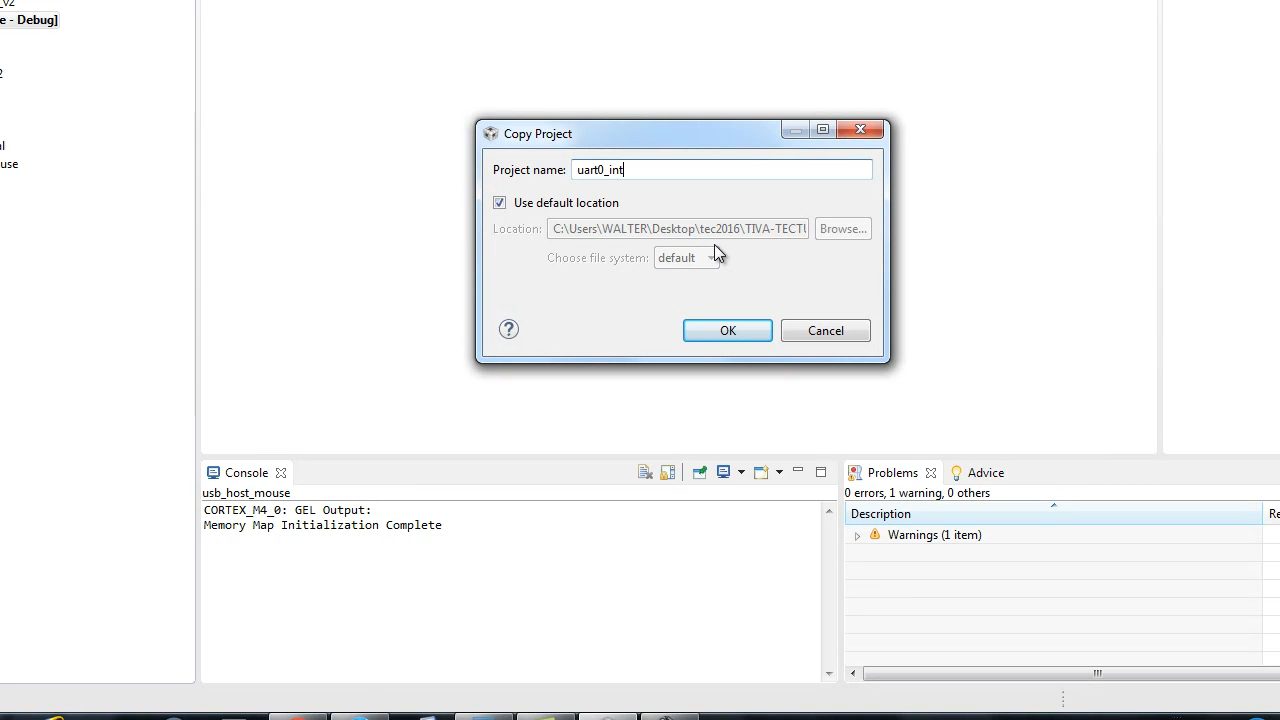 _v2
e - Debug]
2
al
use
Copy Project
Project name: uart0_int
Use default location
Location: C:\Users\WALTER\Desktop\tec2016\TIVA-TECT\ Browse...
Choose file system: default
OK Cancel
Console
usb_host_mouse
CORTEX_M4_0: GEL Output:
Memory Map Initialization Complete
Problems Advice
0 errors, 1 warning, 0 others
Description Re
Warnings (1 item)